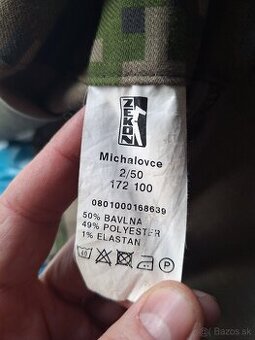 ZEKON
Michalovce
2/50
172 100
0801000168639
50% BAVLNA
49% POLYESTER
1% ELASTAN
P
Bazos.sk